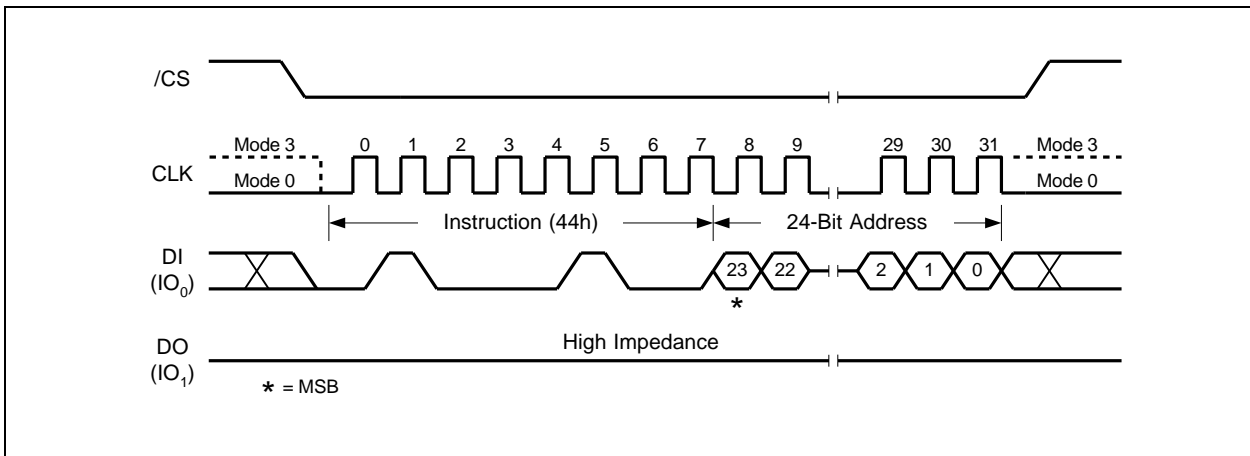 /CS
Mode 3 0 1 2 3 4 5 6 7 8 9 29 30 31 Mode 3
CLK
Mode 0 Mode 0
Instruction (44h) 24-Bit Address
DI
(IO0)
23 22 2 1 0
*
High Impedance
DO
(IO1)
* = MSB